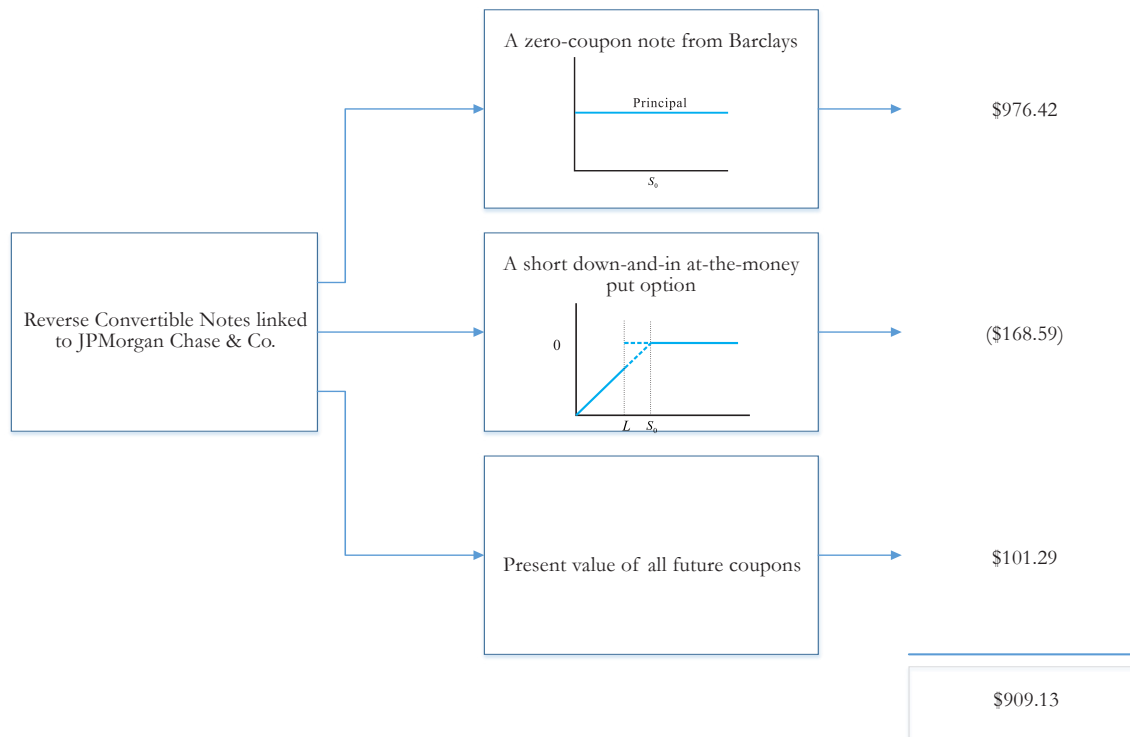 A zero-coupon note from Barclays
Principal
S₀
$976.42
Reverse Convertible Notes linked
to JPMorgan Chase & Co.
A short down-and-in at-the-money
put option
0
L S₀
($168.59)
Present value of all future coupons
$101.29
$909.13